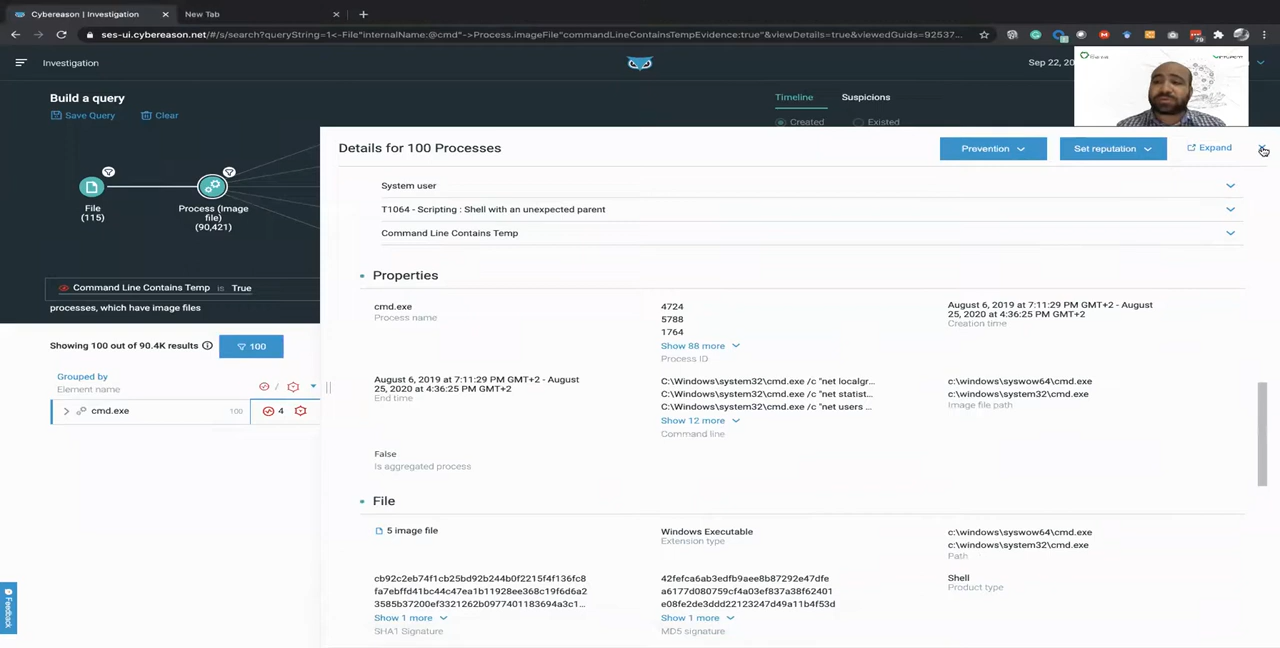 Cybereason | Investigation
New Tab
ses-ui.cybereason.net/#/s/search?queryString=1<-File"internalName:@cmd"->Process.imageFile"commandLineContainsTempEvidence:true"&viewDetails=true&viewedGuids=92537...
Investigation
Sep 22, 20
Build a query
Save Query
Clear
Timeline
Suspicions
Created
Existed
File
(115)
Process (Image
file)
(90,421)
Command Line Contains Temp is True
processes, which have image files
Showing 100 out of 90.4K results
100
Grouped by
Element name
/
cmd.exe
100
4
Feedback
Details for 100 Processes
Prevention
Set reputation
Expand
System user
T1064 - Scripting : Shell with an unexpected parent
Command Line Contains Temp
Properties
cmd.exe
Process name
4724
5788
1764
Show 88 more
Process ID
August 6, 2019 at 7:11:29 PM GMT+2 - August
25, 2020 at 4:36:25 PM GMT+2
Creation time
August 6, 2019 at 7:11:29 PM GMT+2 - August
25, 2020 at 4:36:25 PM GMT+2
End time
C:\Windows\system32\cmd.exe /c "net localgr...
C:\Windows\system32\cmd.exe /c "net statist...
C:\Windows\system32\cmd.exe /c "net users ...
Show 12 more
Command line
c:\windows\syswow64\cmd.exe
c:\windows\system32\cmd.exe
Image file path
False
Is aggregated process
File
5 image file
Windows Executable
Extension type
c:\windows\syswow64\cmd.exe
c:\windows\system32\cmd.exe
Path
cb92c2eb74f1cb25bd92b244b0f2215f4f136fc8
fa7ebffd41bc44c47ea1b11928ee368c19f6d6a2
3585b37200ef3321262b0977401183694a3c1...
Show 1 more
SHA1 Signature
42fefca6ab3edfb9aee8b87292e47dfe
a6177d080759cf4a03ef837a38f62401
e08fe2de3ddd22123247d49a11b4f53d
Show 1 more
MD5 signature
Shell
Product type